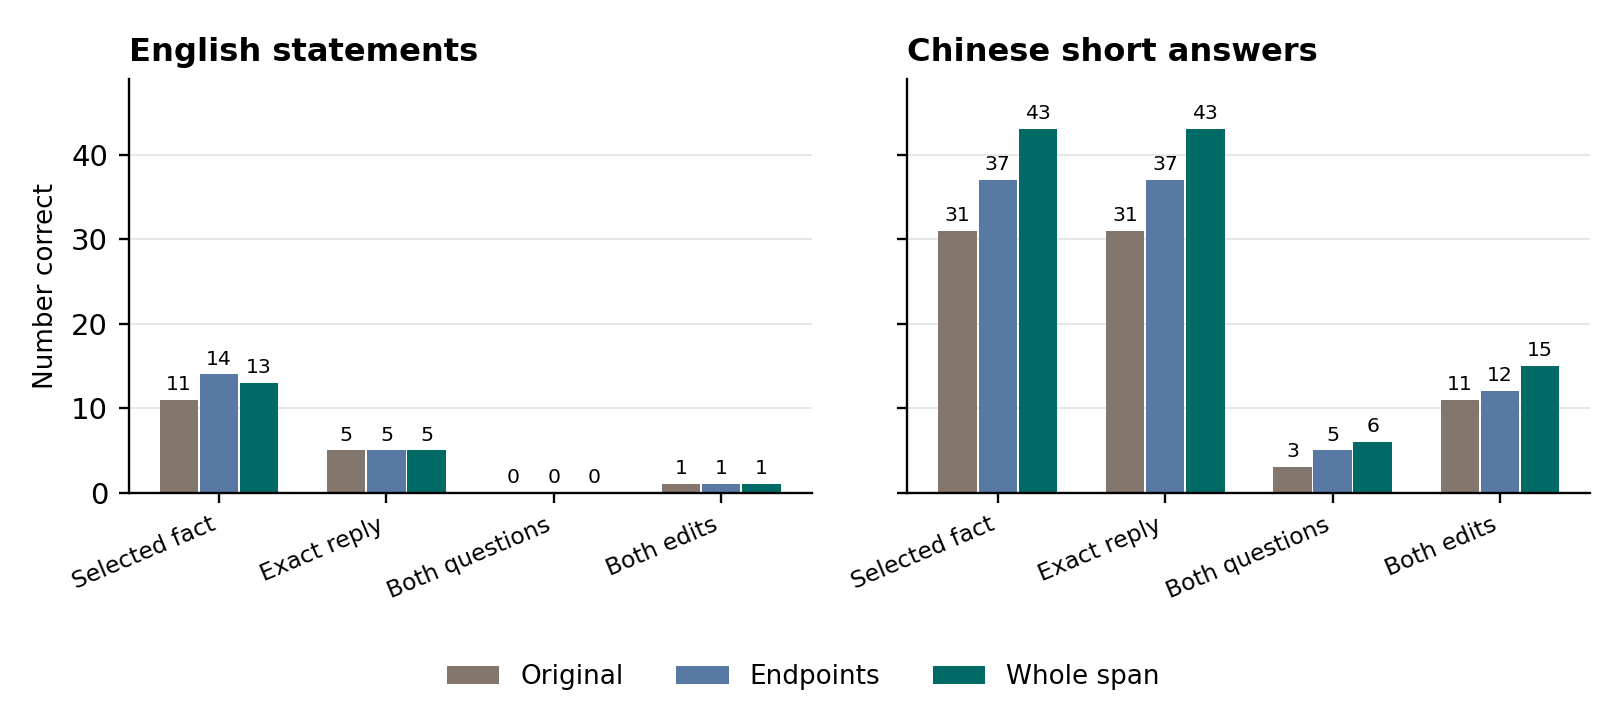 English statements
Number correct
40
30
20
10
0
11
14
13
5
5
5
0
0
0
1
1
1
Selected fact
Exact reply
Both questions
Both edits
Chinese short answers
31
37
43
31
37
43
3
5
6
11
12
15
Selected fact
Exact reply
Both questions
Both edits
Original
Endpoints
Whole span